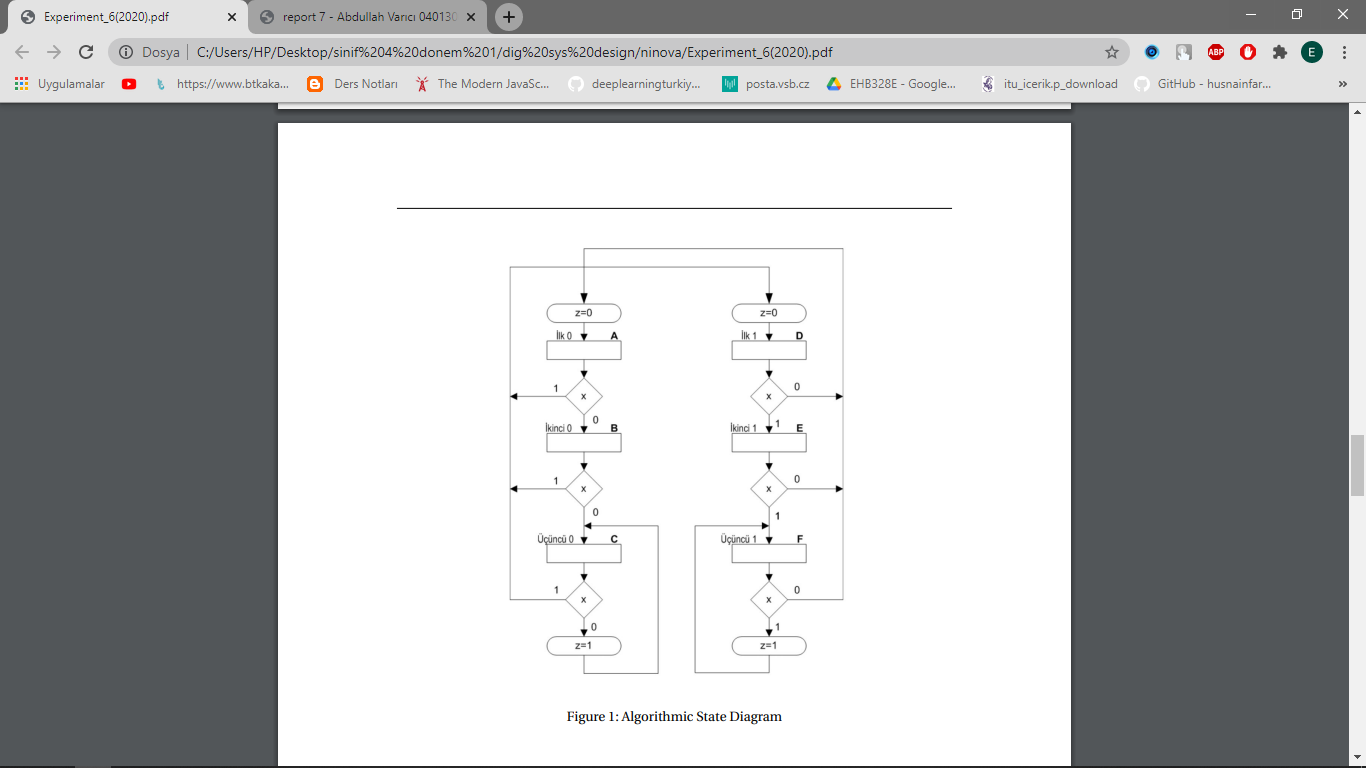 Experiment_6(2020).pdf
report 7 - Abdullah Varıcı 04013
Dosya
C:/Users/HP/Desktop/sinif%204%20donem%201/dig%20sys%20design/ninova/Experiment_6(2020).pdf
ABP
E
Uygulamalar
https://www.btkaka...
Ders Notları
The Modern JavaSc...
deeplearningturkiy...
posta.vsb.cz
EHB328E - Google...
itu_icerik.p_download
GitHub - husnainfar...
»
z=0 z=0
İlk 0 A İlk 1 D
1 x x 0
0 1
İkinci 0 B İkinci 1 E
1 x x 0
0 1
Üçüncü 0 C Üçüncü 1 F
1 x x 0
0 1
z=1 z=1
Figure 1: Algorithmic State Diagram